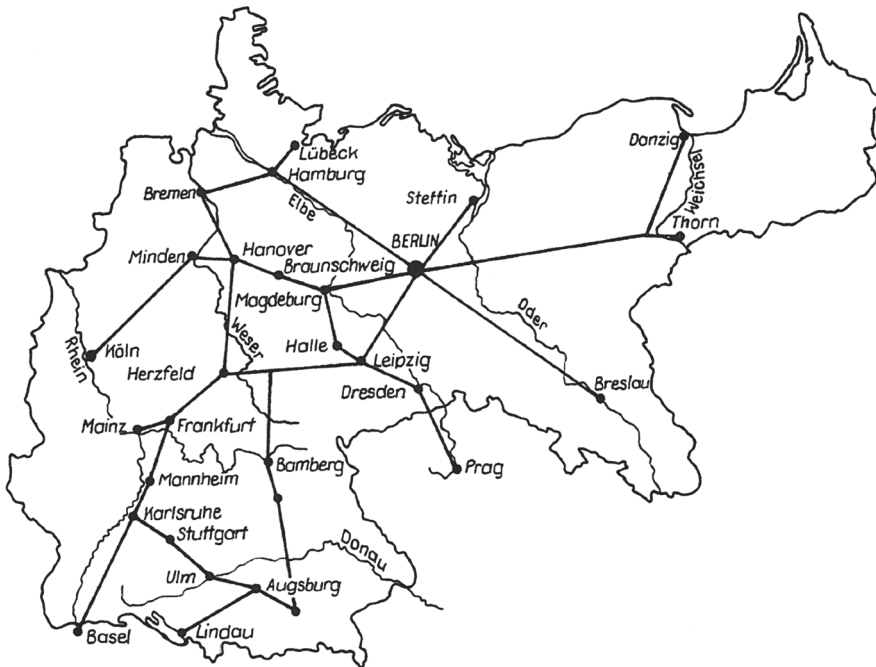 Lübeck
Hamburg
Elbe
Bremen
Stettin
Danzig
Weichsel
Thorn
BERLIN
Minden
Hanover
Braunschweig
Magdeburg
Oder
Rhein
Köln
Weser
Halle
Leipzig
Herzfeld
Dresden
Breslau
Mainz
Frankfurt
Bamberg
Prag
Mannheim
Karlsruhe
Stuttgart
Donau
Ulm
Augsburg
Basel
Lindau